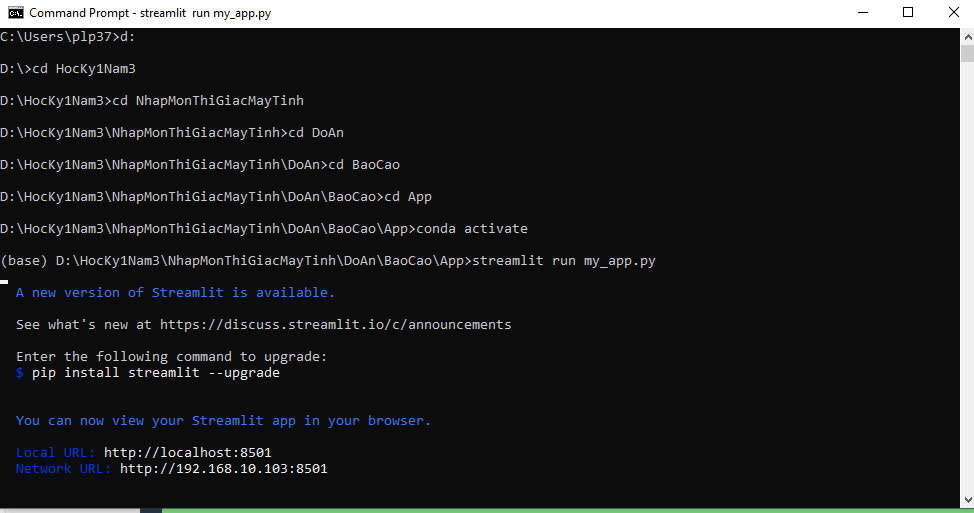 Command Prompt - streamlit run my_app.py
C:\Users\plp37>d:
D:\>cd HocKy1Nam3
D:\HocKy1Nam3>cd NhapMonThiGiacMayTinh
D:\HocKy1Nam3\NhapMonThiGiacMayTinh>cd DoAn
D:\HocKy1Nam3\NhapMonThiGiacMayTinh\DoAn>cd BaoCao
D:\HocKy1Nam3\NhapMonThiGiacMayTinh\DoAn\BaoCao>cd App
D:\HocKy1Nam3\NhapMonThiGiacMayTinh\DoAn\BaoCao\App>conda activate
(base) D:\HocKy1Nam3\NhapMonThiGiacMayTinh\DoAn\BaoCao\App>streamlit run my_app.py
A new version of Streamlit is available.
See what's new at https://discuss.streamlit.io/c/announcements
Enter the following command to upgrade:
$ pip install streamlit --upgrade
You can now view your Streamlit app in your browser.
Local URL: http://localhost:8501
Network URL: http://192.168.10.103:8501